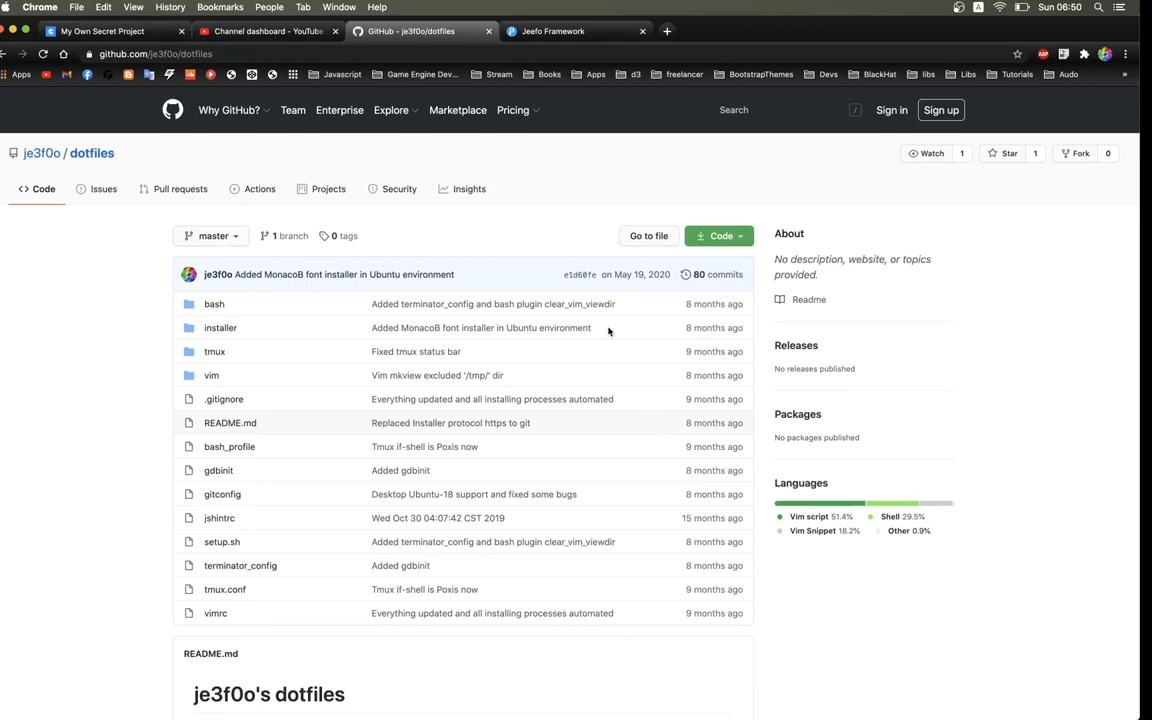 Chrome File Edit View History Bookmarks People Tab Window Help A Sun 06:50
My Own Secret Project Channel dashboard - YouTube GitHub - je3f0o/dotfiles Jeefo Framework
github.com/je3f0o/dotfiles
Apps Javascript Game Engine Dev... Stream Books Apps d3 freelancer BootstrapThemes Devs BlackHat libs Libs Tutorials Audo »
Why GitHub? Team Enterprise Explore Marketplace Pricing Search / Sign in Sign up
je3f0o / dotfiles Watch 1 Star 1 Fork 0
Code Issues Pull requests Actions Projects Security Insights
master 1 branch 0 tags Go to file Code
je3f0o Added MonacoB font installer in Ubuntu environment e1d60fe on May 19, 2020 80 commits
bash Added terminator_config and bash plugin clear_vim_viewdir 8 months ago
installer Added MonacoB font installer in Ubuntu environment 8 months ago
tmux Fixed tmux status bar 9 months ago
vim Vim mkview excluded '/tmp/' dir 8 months ago
.gitignore Everything updated and all installing processes automated 9 months ago
README.md Replaced Installer protocol https to git 8 months ago
bash_profile Tmux if-shell is Poxis now 9 months ago
gdbinit Added gdbinit 8 months ago
gitconfig Desktop Ubuntu-18 support and fixed some bugs 8 months ago
jshintrc Wed Oct 30 04:07:42 CST 2019 15 months ago
setup.sh Added terminator_config and bash plugin clear_vim_viewdir 8 months ago
terminator_config Added gdbinit 8 months ago
tmux.conf Tmux if-shell is Poxis now 9 months ago
vimrc Everything updated and all installing processes automated 9 months ago
README.md
je3f0o's dotfiles
About
No description, website, or topics
provided.
Readme
Releases
No releases published
Packages
No packages published
Languages
Vim script 51.4% Shell 29.5%
Vim Snippet 18.2% Other 0.9%